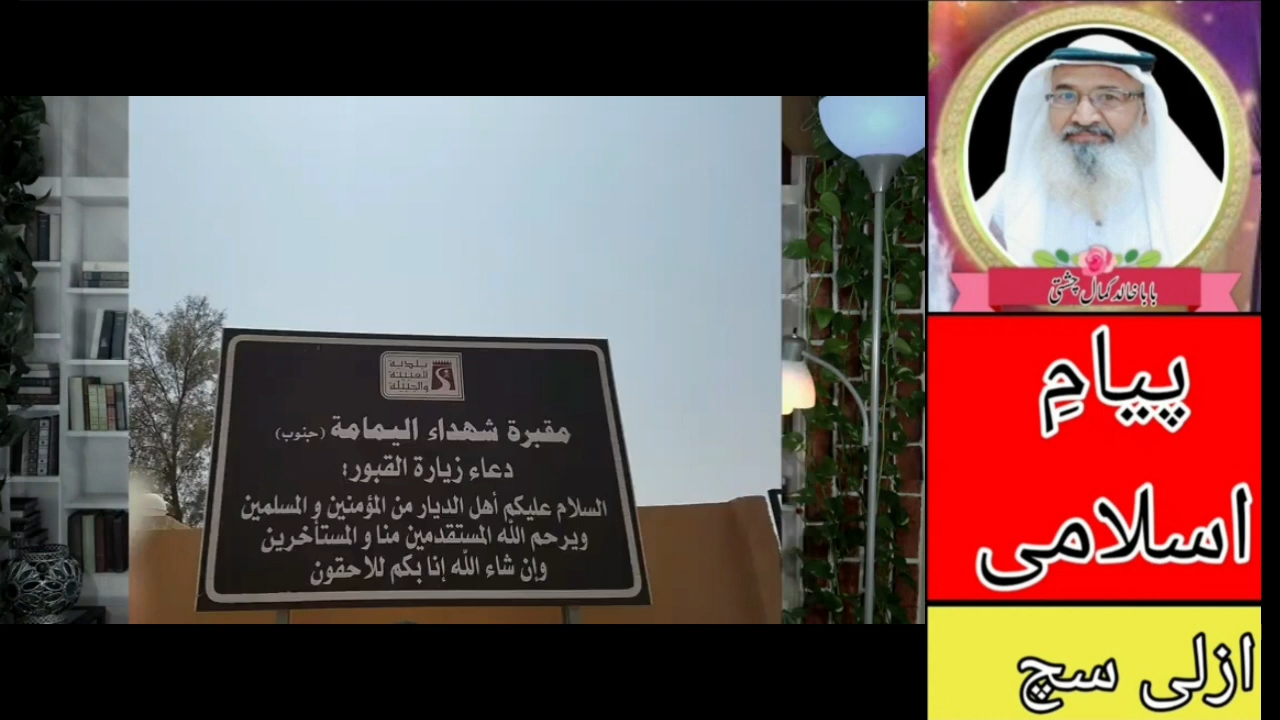 بلدية
العيينة
والجبيلة
مقبرة شهداء اليمامة (جنوب)
دعاء زيارة القبور:
السلام عليكم أهل الديار من المؤمنين و المسلمين
ويرحم الله المستقدمين منا و المستأخرين
وإن شاء الله إنا بكم للاحقون
بابا خالد کمال چشتی
پیامِ
اسلامی
ازلی سچ